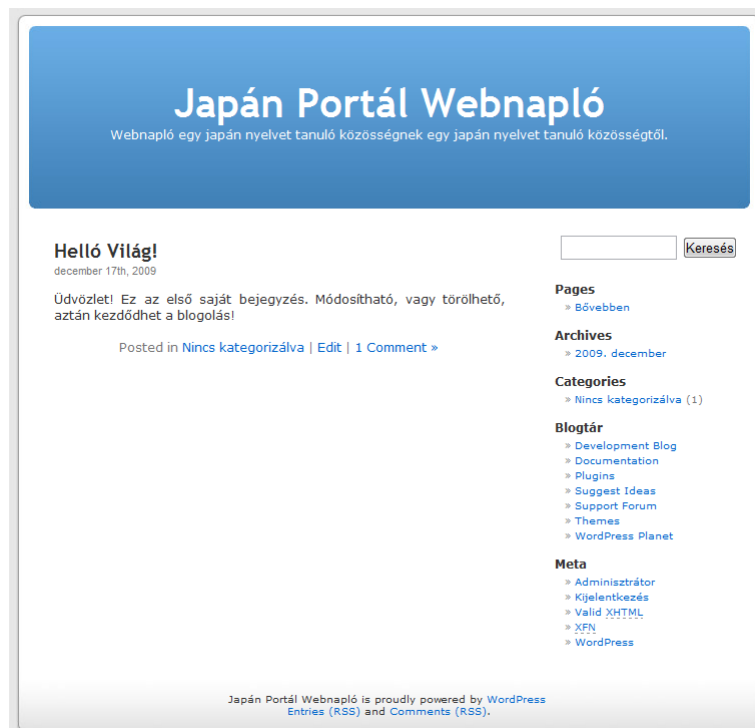 Japán Portál Webnapló
Webnapló egy japán nyelvet tanuló közösségnek egy japán nyelvet tanuló közösségtől.
Helló Világ!
december 17th, 2009
Üdvözlet! Ez az első saját bejegyzés. Módosítható, vagy törölhető,
aztán kezdődhet a blogolás!
Posted in Nincs kategorizálva | Edit | 1 Comment »
Keresés
Pages
» Bővebben
Archives
» 2009. december
Categories
» Nincs kategorizálva (1)
Blogtár
» Development Blog
» Documentation
» Plugins
» Suggest Ideas
» Support Forum
» Themes
» WordPress Planet
Meta
» Adminisztrátor
» Kijelentkezés
» Valid XHTML
» XFN
» WordPress
Japán Portál Webnapló is proudly powered by WordPress
Entries (RSS) and Comments (RSS).